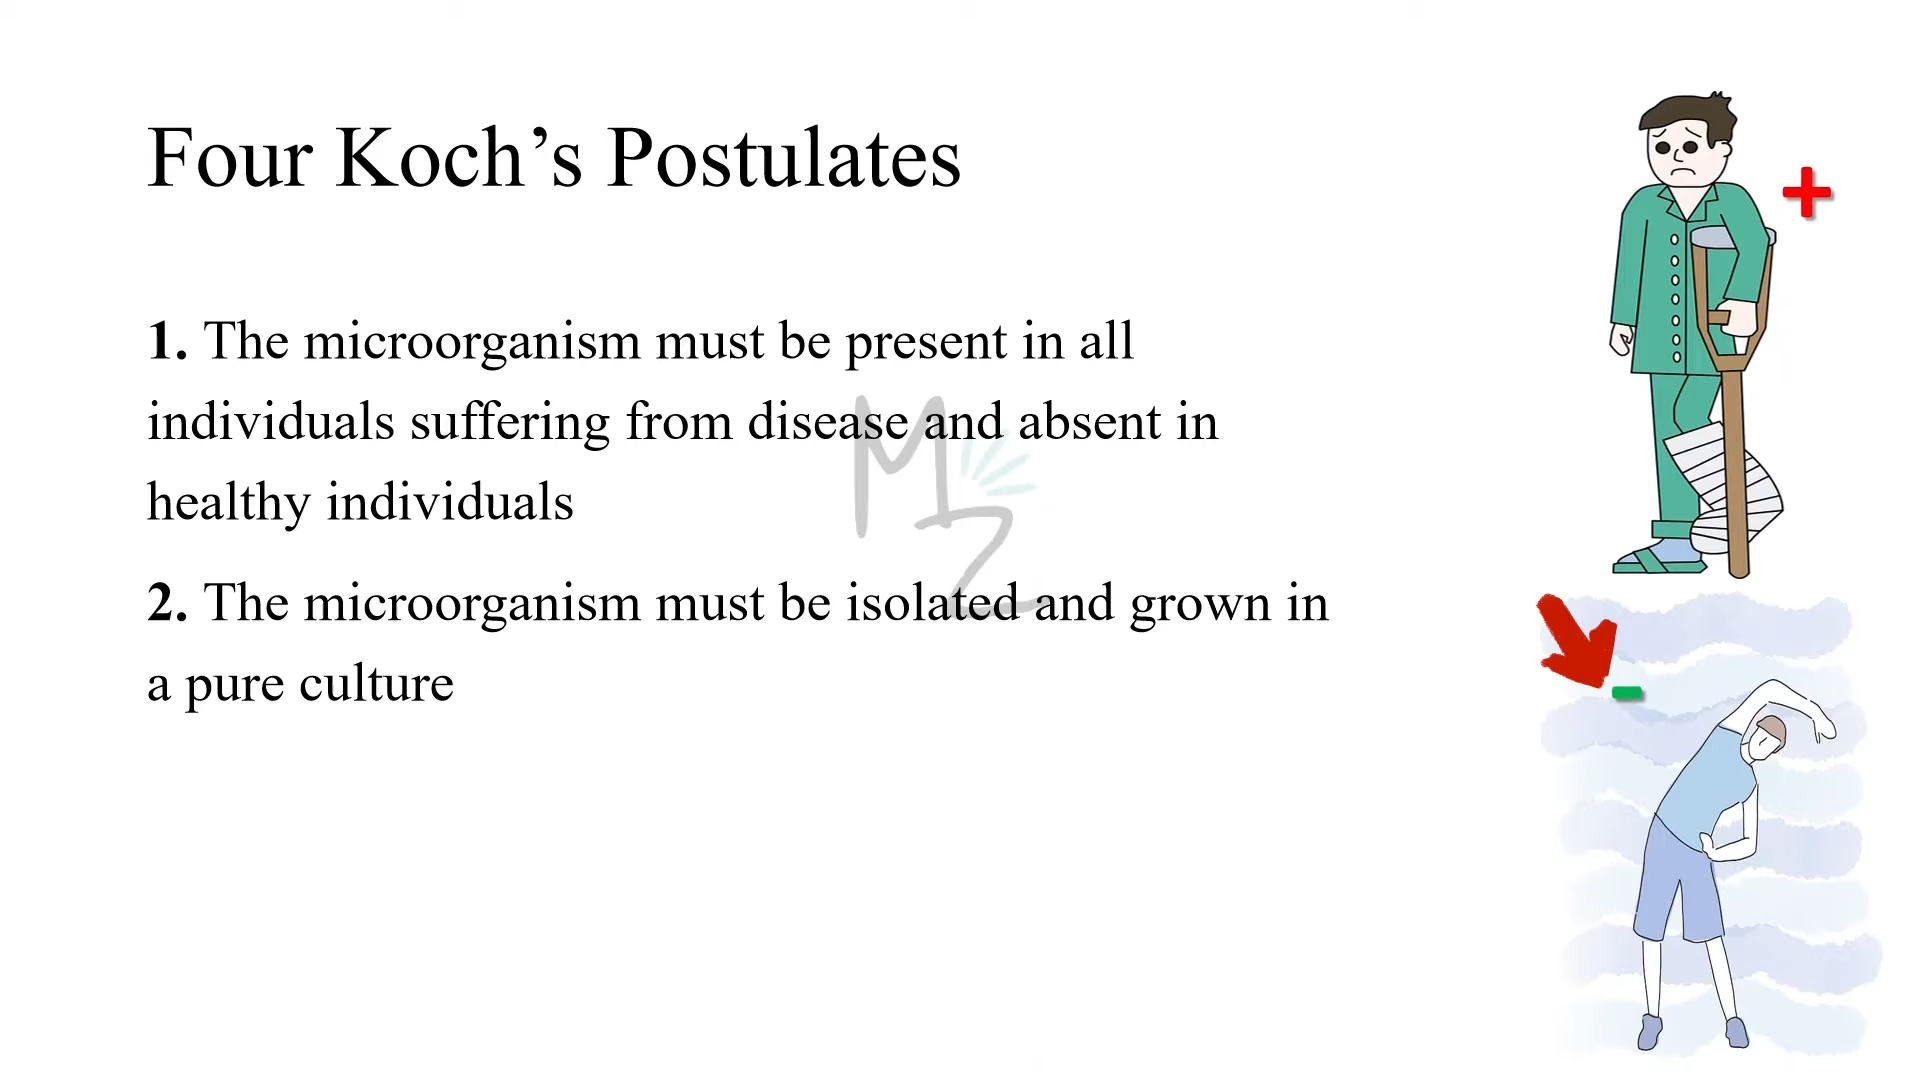 Four Koch’s Postulates
1. The microorganism must be present in all
individuals suffering from disease and absent in
healthy individuals
2. The microorganism must be isolated and grown in
a pure culture
+
-
MZ